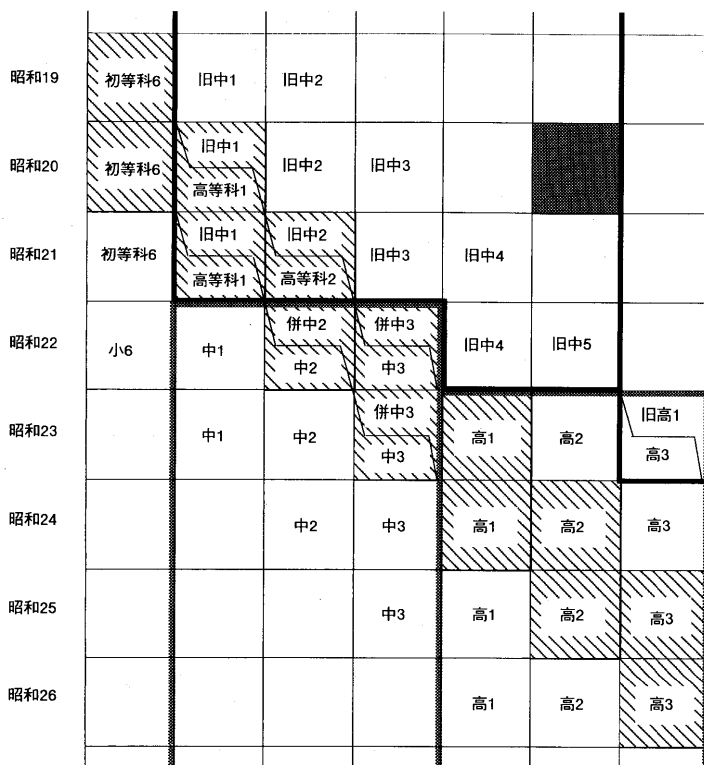 昭和19 初等科6 旧中1 旧中2
昭和20 初等科6 旧中1 旧中2 旧中3
高等科1
昭和21 初等科6 旧中1 旧中2 旧中3 旧中4
高等科1 高等科2
昭和22 小6 中1 併中2 併中3 旧中4 旧中5
中2 中3
昭和23 中1 中2 併中3 高1 高2 旧高1
中3 高3
昭和24 中2 中3 高1 高2 高3
昭和25 中3 高1 高2 高3
昭和26 高1 高2 高3